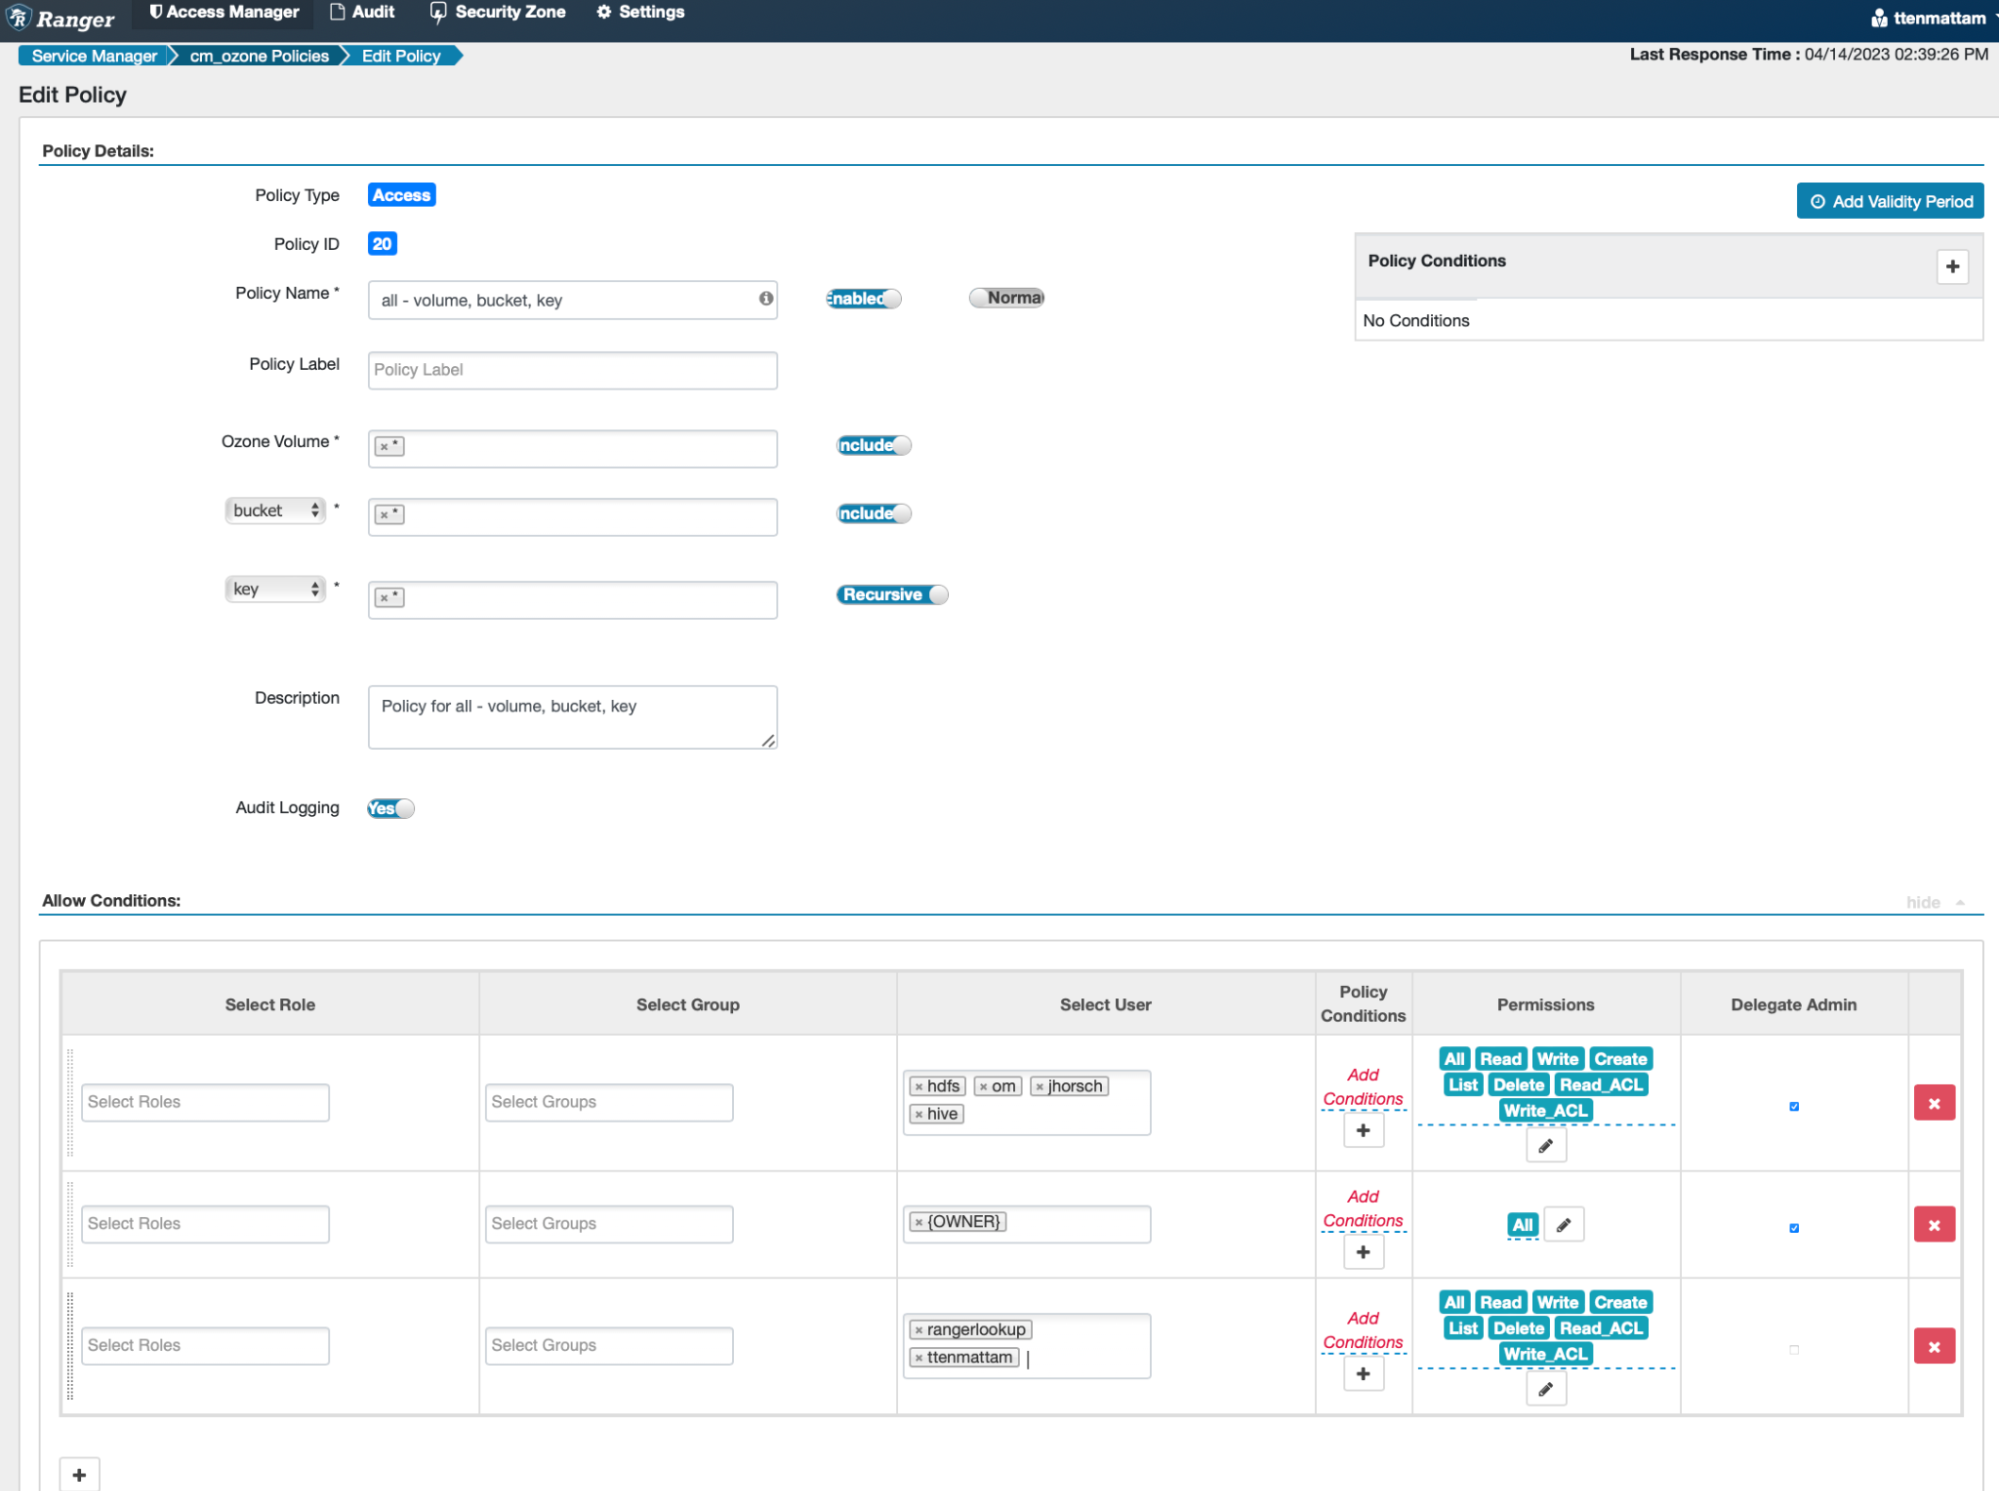 Ranger Access Manager Audit Security Zone Settings ttenmattam
Service Manager cm_ozone Policies Edit Policy Last Response Time : 04/14/2023 02:39:26 PM
Edit Policy
Policy Details:
Policy Type Access
Add Validity Period
Policy ID 20
Policy Conditions +
No Conditions
Policy Name * all - volume, bucket, key Enabled Norma
Policy Label Policy Label
Ozone Volume * × * nclude
bucket * × * nclude
key * × * Recursive
Description Policy for all - volume, bucket, key
Audit Logging Yes
Allow Conditions: hide
Select Role Select Group Select User Policy Conditions Permissions Delegate Admin
Select Roles Select Groups
× hdfs × om × jhorsch
× hive
Add
Conditions
+
All Read Write Create
List Delete Read_ACL
Write_ACL
×
Select Roles Select Groups × {OWNER}
Add
Conditions
+
All
×
Select Roles Select Groups
× rangerlookup
× ttenmattam
Add
Conditions
+
All Read Write Create
List Delete Read_ACL
Write_ACL
×
+